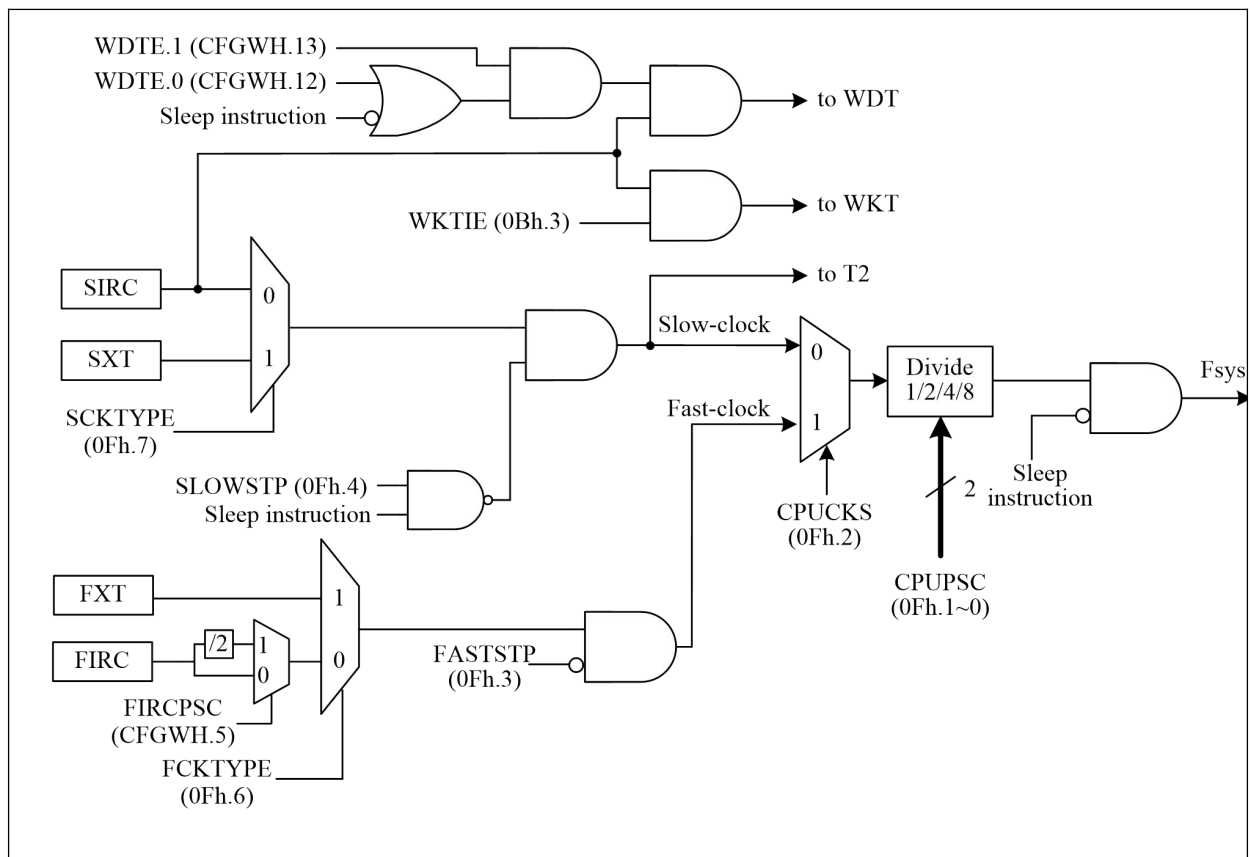 WDTE.1 (CFGWH.13)
WDTE.0 (CFGWH.12)
Sleep instruction
to WDT
WKTIE (0Bh.3)
to WKT
SIRC
0
to T2
SXT
1
SCKTYPE
(0Fh.7)
Slow-clock
0
Divide
1/2/4/8
Fsys
Fast-clock
1
SLOWSTP (0Fh.4)
Sleep instruction
CPUCKS
(0Fh.2)
2
Sleep
instruction
CPUPSC
(0Fh.1~0)
FXT
1
FIRC
/2
1
0
0
FASTSTP
(0Fh.3)
FIRCPSC
(CFGWH.5)
FCKTYPE
(0Fh.6)